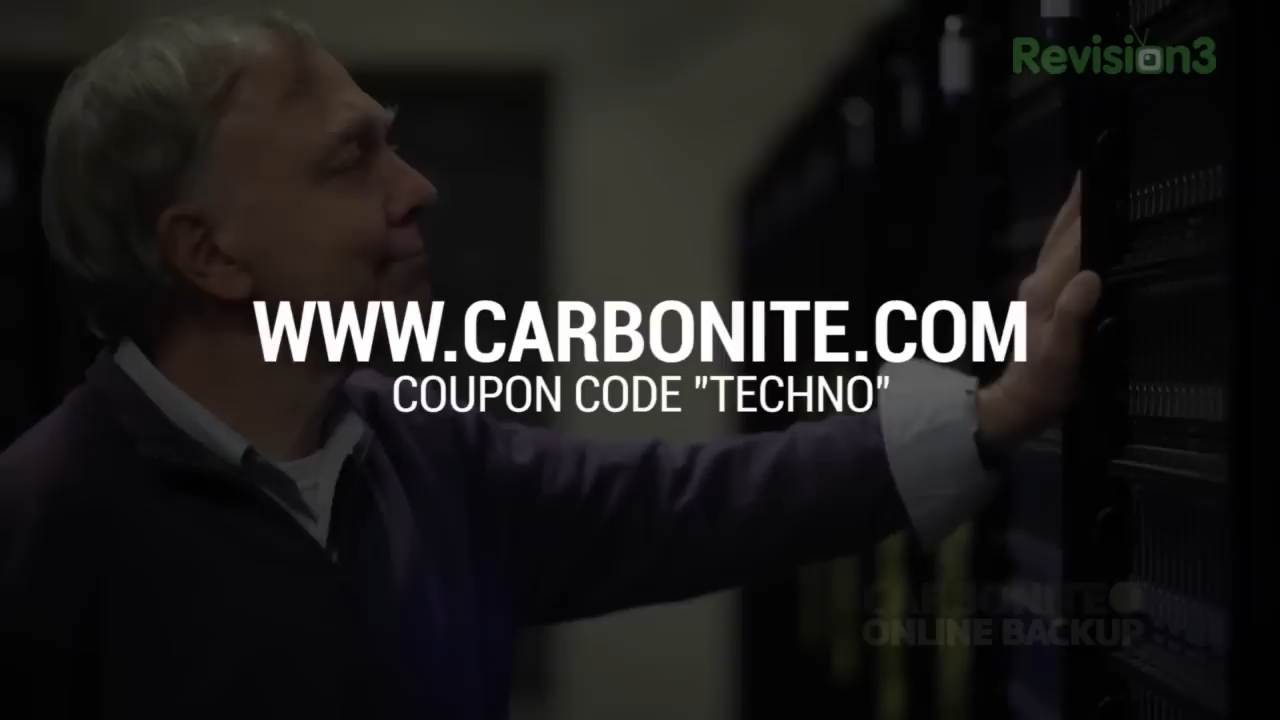 Revision3
WWW.CARBONITE.COM
COUPON CODE "TECHNO"
CARBONITE
ONLINE BACKUP